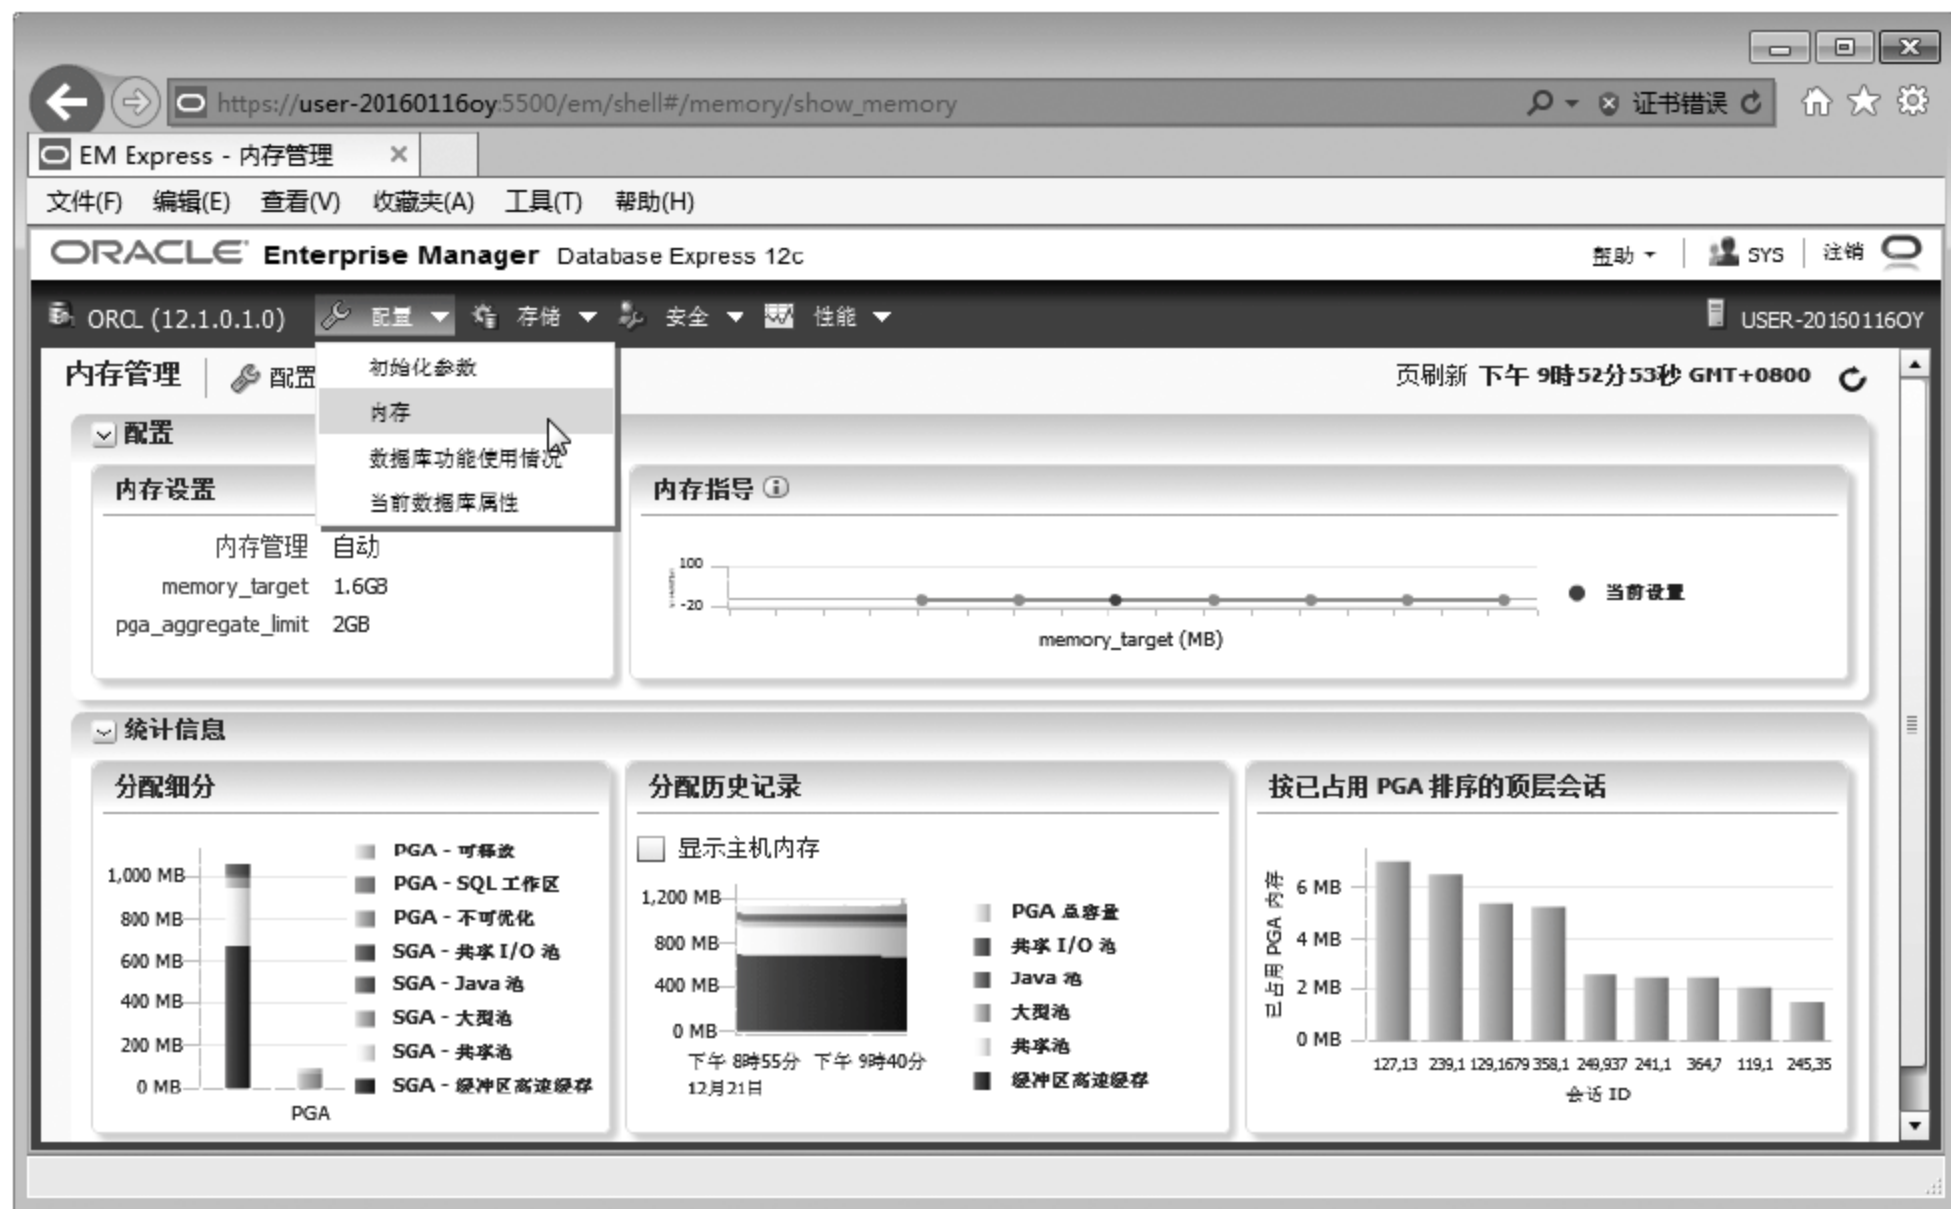 https://user-20160116oy:5500/em/shell#/memory/show_memory 证书错误
EM Express - 内存管理
文件(F) 编辑(E) 查看(V) 收藏夹(A) 工具(T) 帮助(H)
ORACLE Enterprise Manager Database Express 12c 帮助 SYS 注销
ORCL (12.1.0.1.0) 配置 存储 安全 性能 USER-20160116OY
初始化参数
内存
数据库功能使用情况
当前数据库属性
内存管理 配置 页刷新 下午 9時52分53秒 GMT+0800
配置
内存设置
内存管理 自动
memory_target 1.6GB
pga_aggregate_limit 2GB
内存指导
100
-20
memory_target (MB)
当前设置
统计信息
分配细分
1,000 MB
800 MB
600 MB
400 MB
200 MB
0 MB
PGA
PGA - 可释放
PGA - SQL 工作区
PGA - 不可优化
SGA - 共享 I/O 池
SGA - Java 池
SGA - 大型池
SGA - 共享池
SGA - 缓冲区高速缓存
分配历史记录
显示主机内存
1,200 MB
800 MB
400 MB
0 MB
下午 8時55分 下午 9時40分
12月21日
PGA 总容量
共享 I/O 池
Java 池
大型池
共享池
缓冲区高速缓存
按已占用 PGA 排序的顶层会话
已占用 PGA 内存
6 MB
4 MB
2 MB
0 MB
127,13 239,1 129,1679 358,1 249,937 241,1 364,7 119,1 245,35
会话 ID